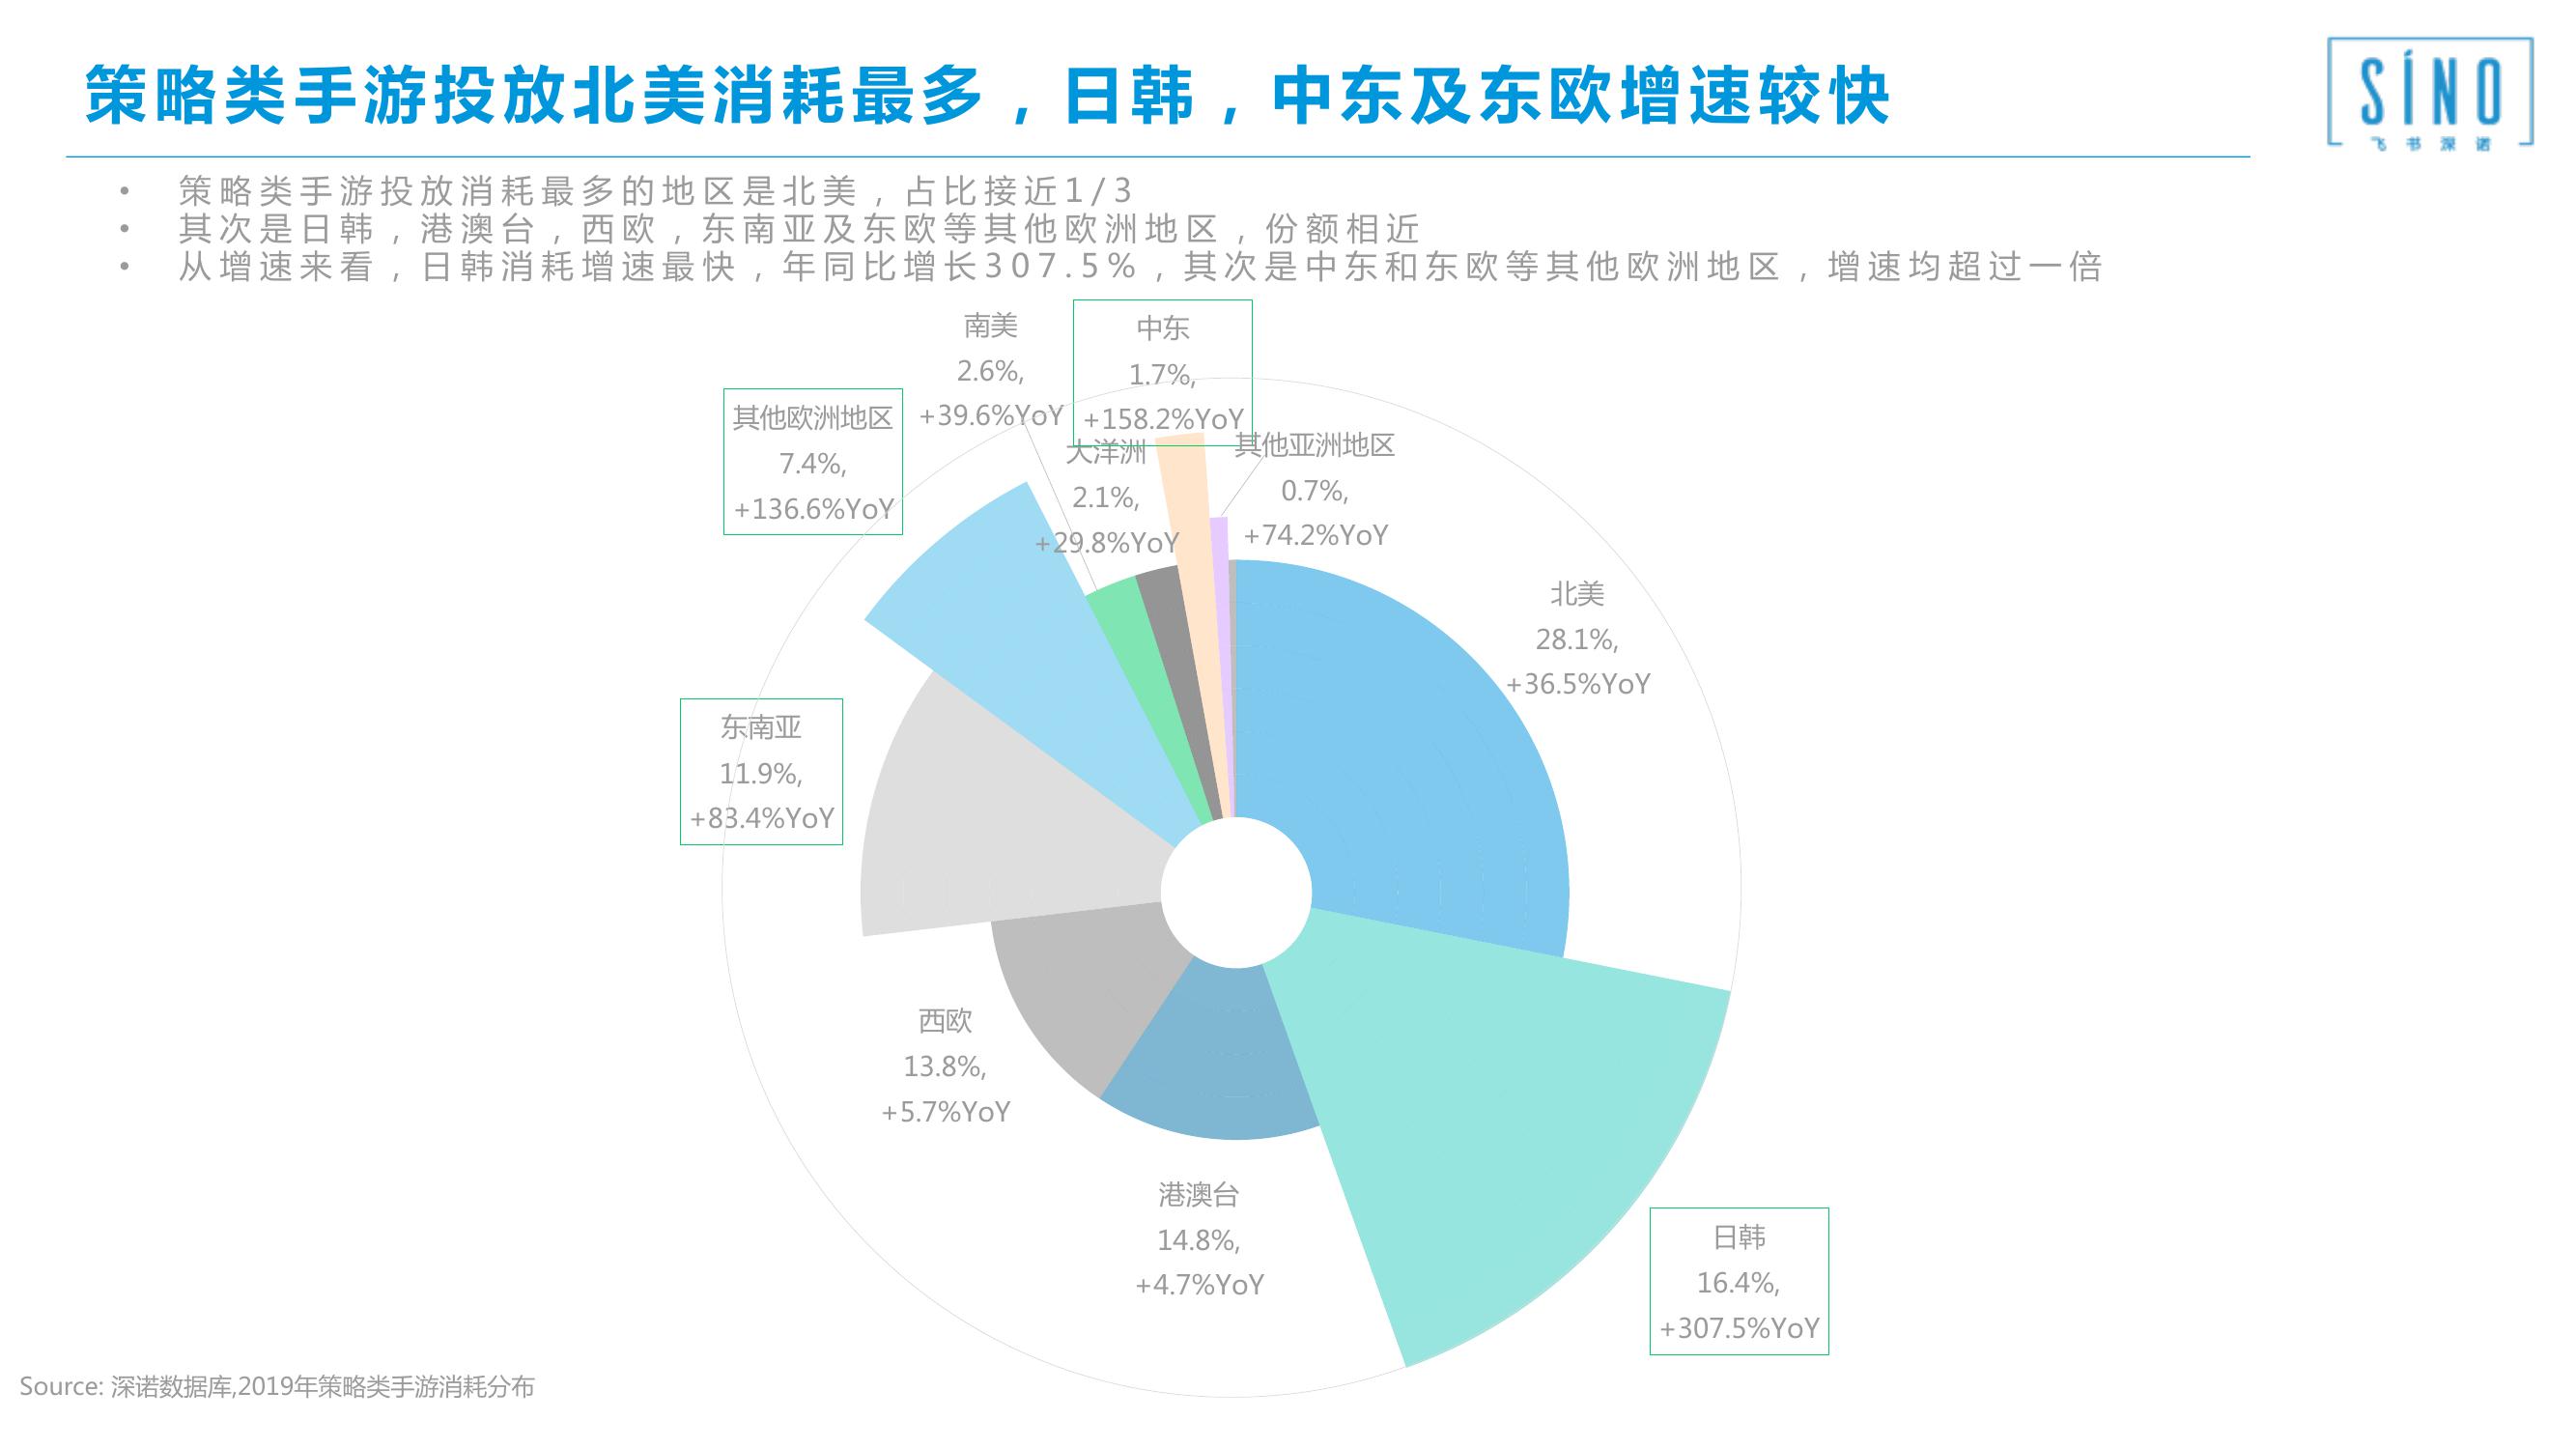 策略类手游投放北美消耗最多，日韩，中东及东欧增速较快
SINO
飞书深诺
• 策略类手游投放消耗最多的地区是北美，占比接近1/3
• 其次是日韩，港澳台，西欧，东南亚及东欧等其他欧洲地区，份额相近
• 从增速来看，日韩消耗增速最快，年同比增长307.5%，其次是中东和东欧等其他欧洲地区，增速均超过一倍
南美
2.6%,
+39.6%YoY
中东
1.7%,
+158.2%YoY
其他欧洲地区
7.4%,
+136.6%YoY
大洋洲
2.1%,
+29.8%YoY
其他亚洲地区
0.7%,
+74.2%YoY
北美
28.1%,
+36.5%YoY
东南亚
11.9%,
+83.4%YoY
西欧
13.8%,
+5.7%YoY
港澳台
14.8%,
+4.7%YoY
日韩
16.4%,
+307.5%YoY
Source: 深诺数据库,2019年策略类手游消耗分布